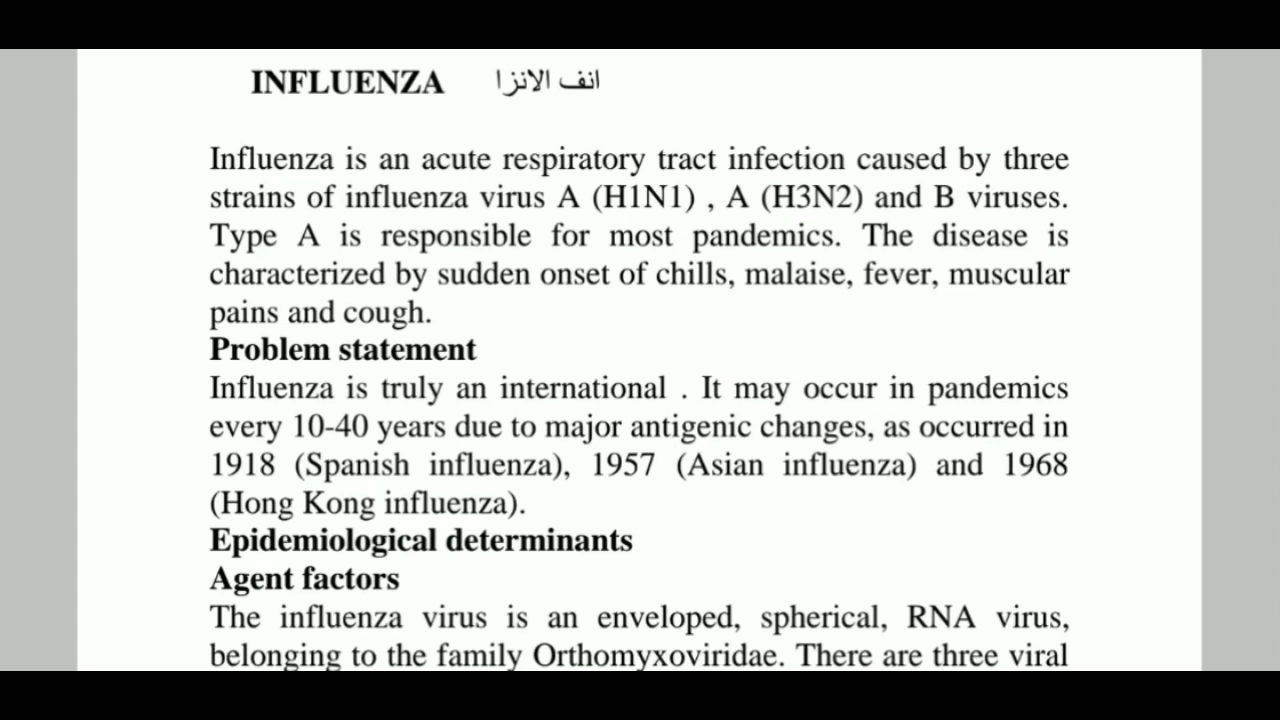 INFLUENZA انف الانزا
Influenza is an acute respiratory tract infection caused by three
strains of influenza virus A (H1N1) , A (H3N2) and B viruses.
Type A is responsible for most pandemics. The disease is
characterized by sudden onset of chills, malaise, fever, muscular
pains and cough.
Problem statement
Influenza is truly an international . It may occur in pandemics
every 10-40 years due to major antigenic changes, as occurred in
1918 (Spanish influenza), 1957 (Asian influenza) and 1968
(Hong Kong influenza).
Epidemiological determinants
Agent factors
The influenza virus is an enveloped, spherical, RNA virus,
belonging to the family Orthomyxoviridae. There are three viral